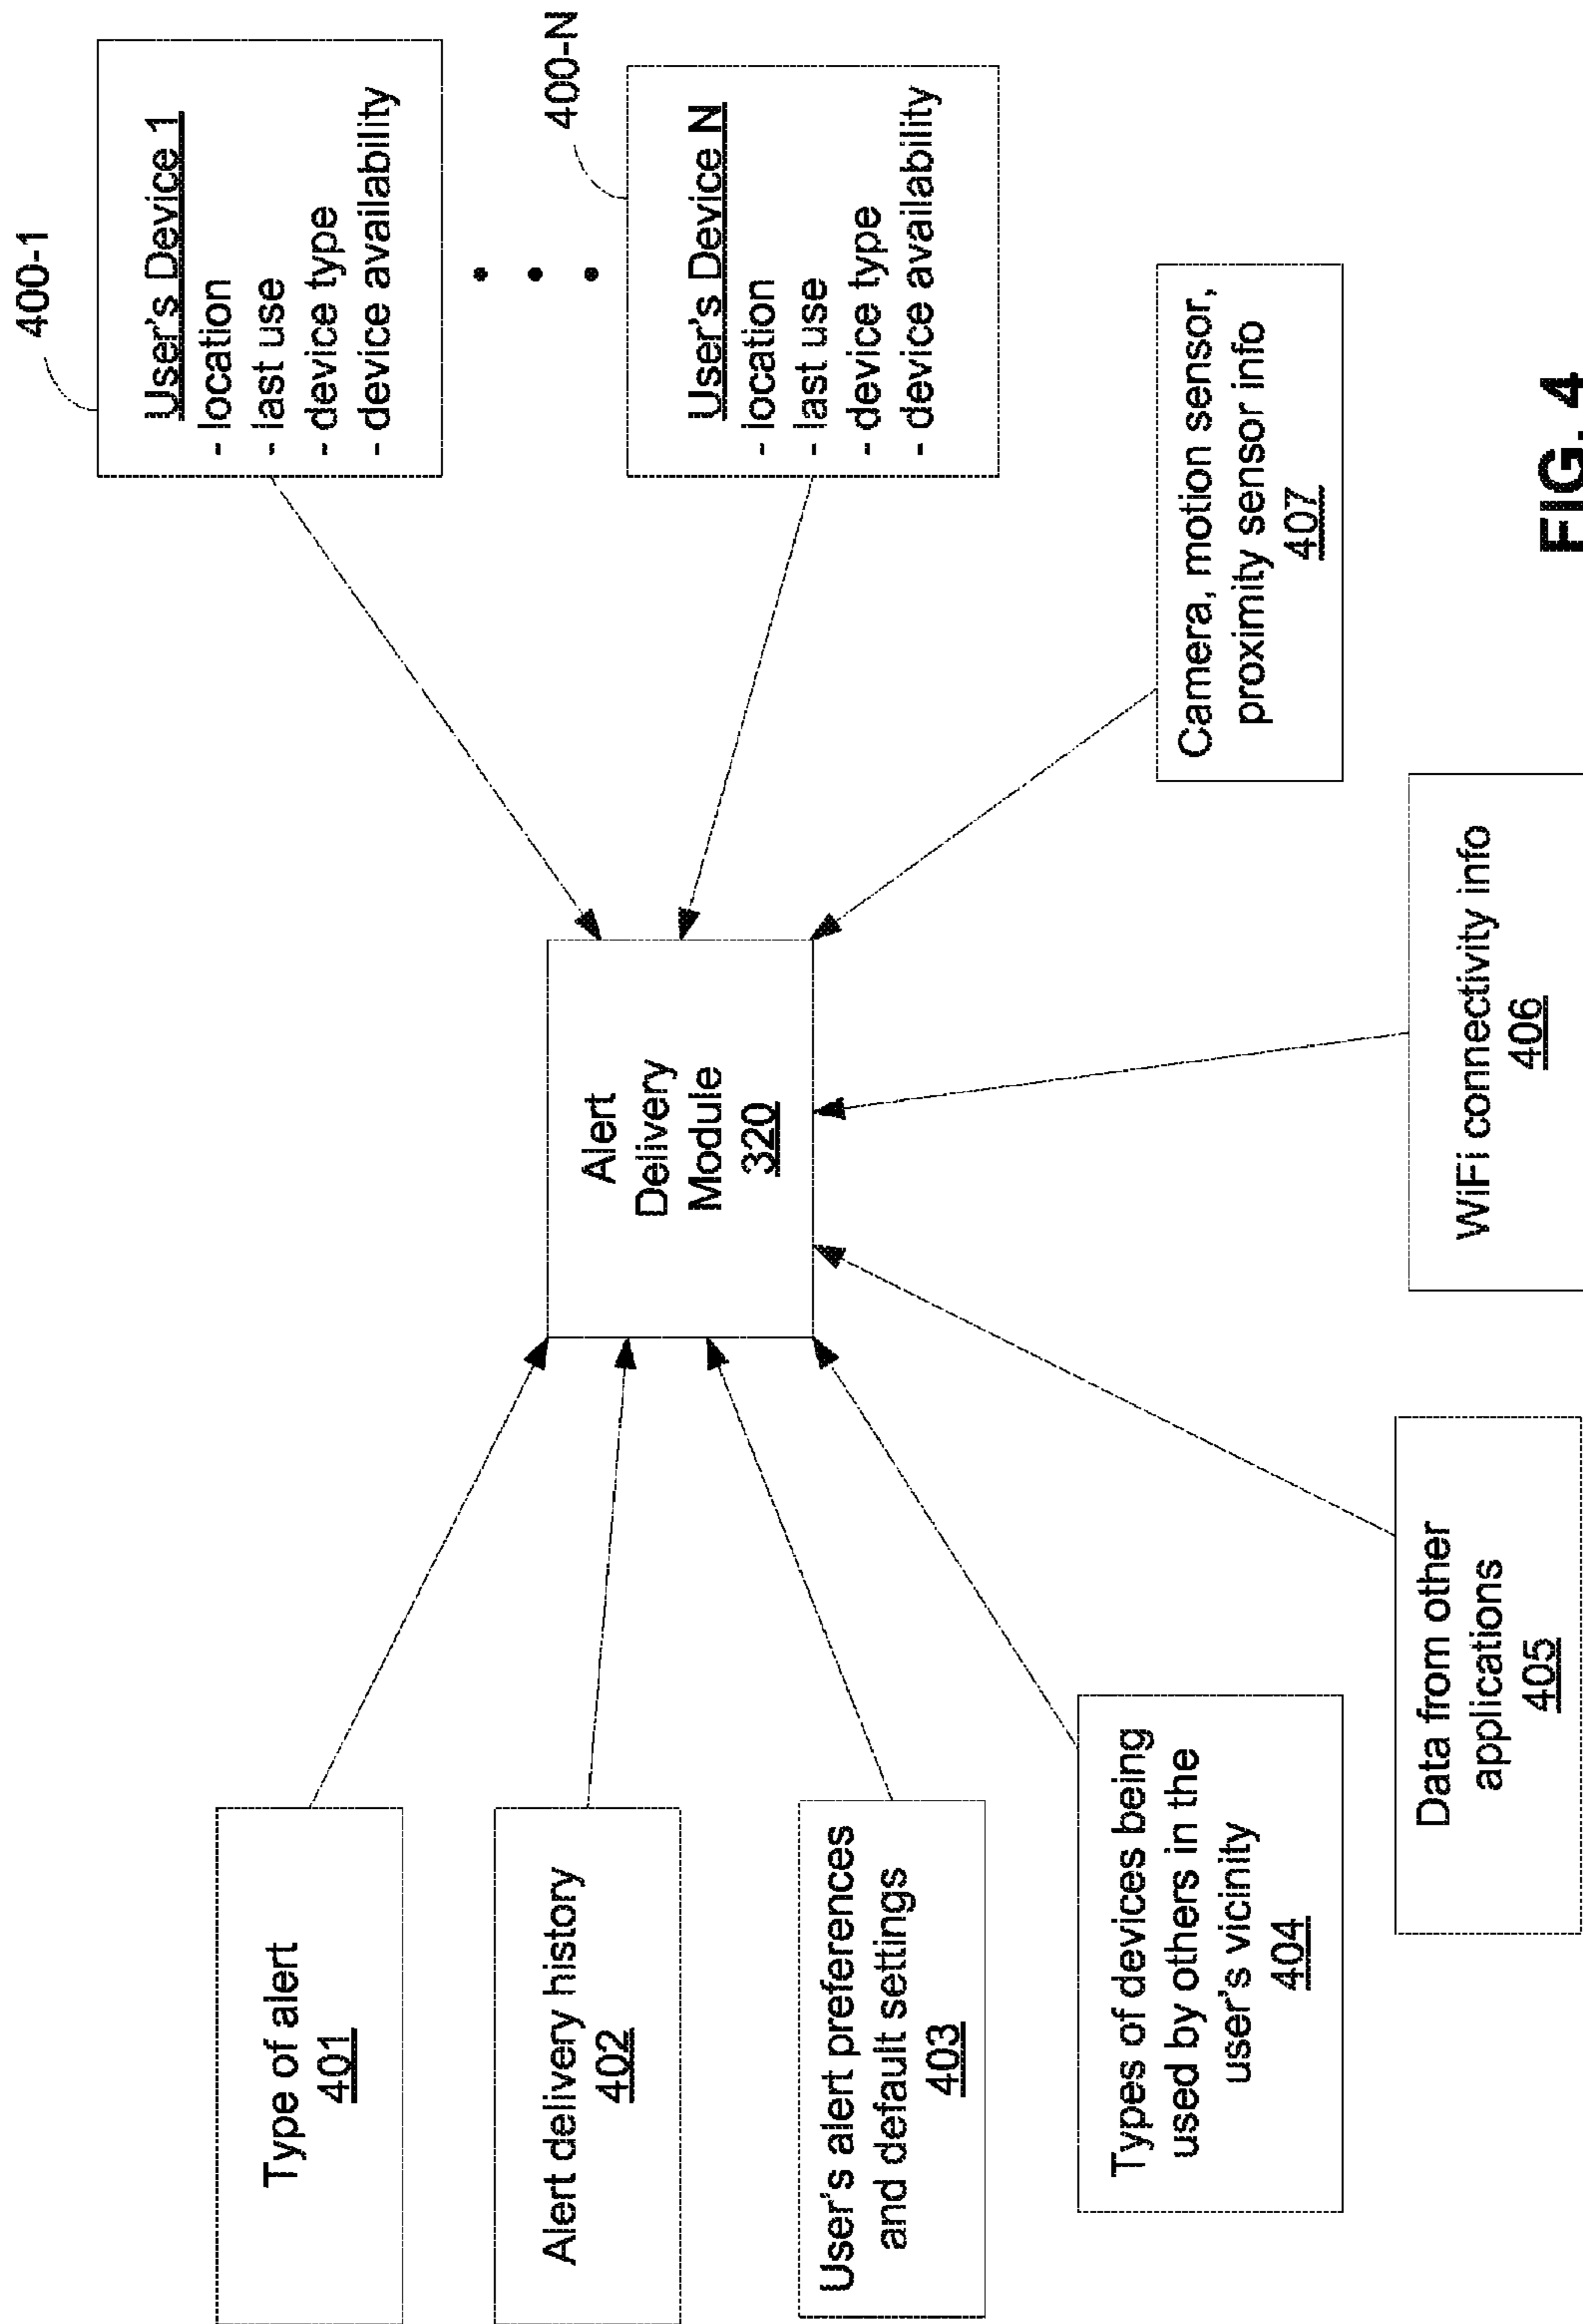 Type of alert
401
Alert delivery history
402
User's alert preferences
and default settings
403
Types of devices being
used by others in the
user's vicinity
404
Data from other
applications
405
WiFi connectivity info
406
Camera, motion sensor,
proximity sensor info
407
Alert
Delivery
Module
320
400-1
User's Device 1
- location
- last use
- device type
- device availability
400-N
User's Device N
- location
- last use
- device type
- device availability
FIG. 4